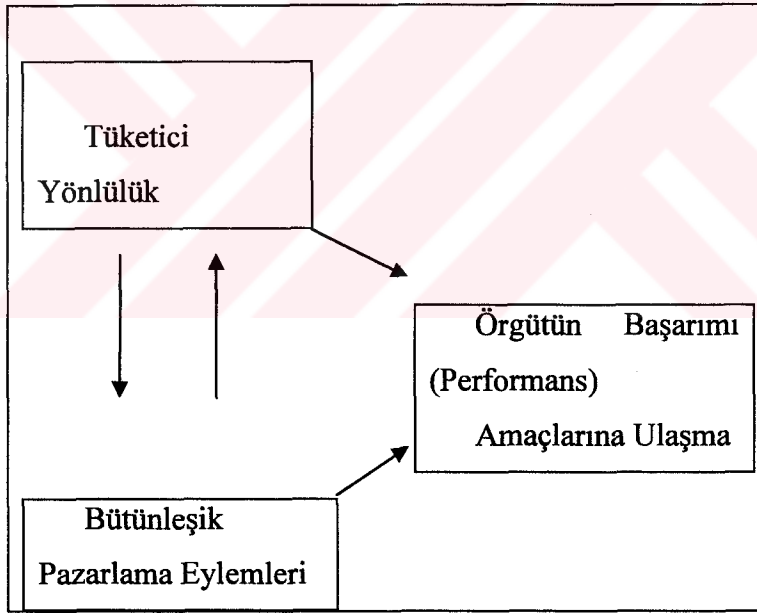 Tüketici
Yönlülük
Örgütün Başarımı
(Performans)
Amaçlarına Ulaşma
Bütünleşik
Pazarlama Eylemleri